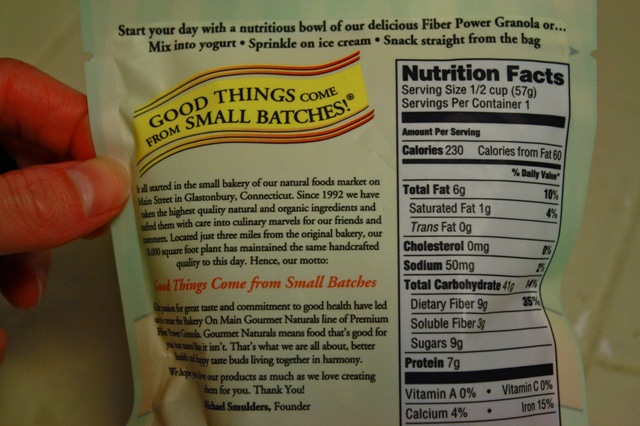 Start your day with a nutritious bowl of our delicious Fiber Power Granola or...
Mix into yogurt • Sprinkle on ice cream • Snack straight from the bag
GOOD THINGS COME
FROM SMALL BATCHES!®
all started in the small bakery of our natural foods market on
Main Street in Glastonbury, Connecticut. Since 1992 we have
taken the highest quality natural and organic ingredients and
crafted them with care into culinary marvels for our friends and
customers. Located just three miles from the original bakery, our
square foot plant has maintained the same handcrafted
quality to this day. Hence, our motto:
Good Things Come from Small Batches
passion for great taste and commitment to good health have led
create the Bakery On Main Gourmet Naturals line of Premium
Fiber Power Granola. Gourmet Naturals means food that's good for
you but tastes like it isn't. That's what we are all about, better
health and happy taste buds living together in harmony.
We hope you love our products as much as we love creating
them for you. Thank You!
Michael Smulders, Founder
Nutrition Facts
Serving Size 1/2 cup (57g)
Servings Per Container 1
Amount Per Serving
Calories 230 Calories from Fat 60
% Daily Value*
Total Fat 6g 10%
Saturated Fat 1g 4%
Trans Fat 0g
Cholesterol 0mg 0%
Sodium 50mg 2%
Total Carbohydrate 41g 14%
Dietary Fiber 9g 35%
Soluble Fiber 3g
Sugars 9g
Protein 7g
Vitamin A 0% • Vitamin C 0%
Calcium 4% • Iron 15%